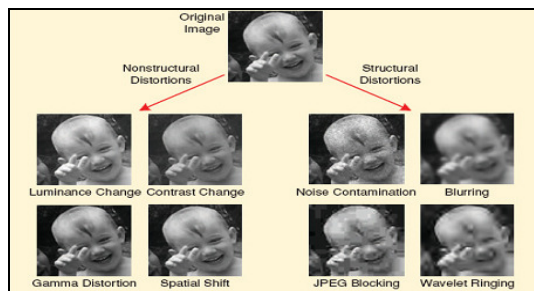 Original
Image
Nonstructural
Distortions
Structural
Distortions
Luminance Change
Contrast Change
Noise Contamination
Blurring
Gamma Distortion
Spatial Shift
JPEG Blocking
Wavelet Ringing